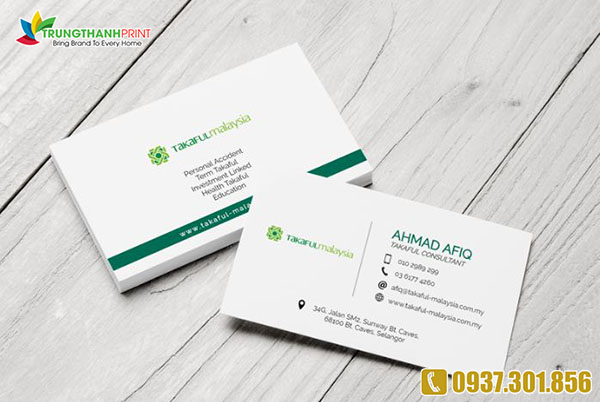 TRUNGTHANHPRINT
Bring Brand To Every Home
TAKAFULmalaysia
Personal Accident
Term Takaful
Investment Linked
Health Takaful
Education
www.takaful-mala
TAKAFULmalaysia
AHMAD AFIQ
TAKAFUL CONSULTANT
010 2989 299
03 6177 4260
afiq@takaful-malaysia.com.my
www.takaful-malaysia.com.my
34G, Jalan SM2, Sunway Bt. Caves,
68100 Bt. Caves, Selangor
0937.301.856